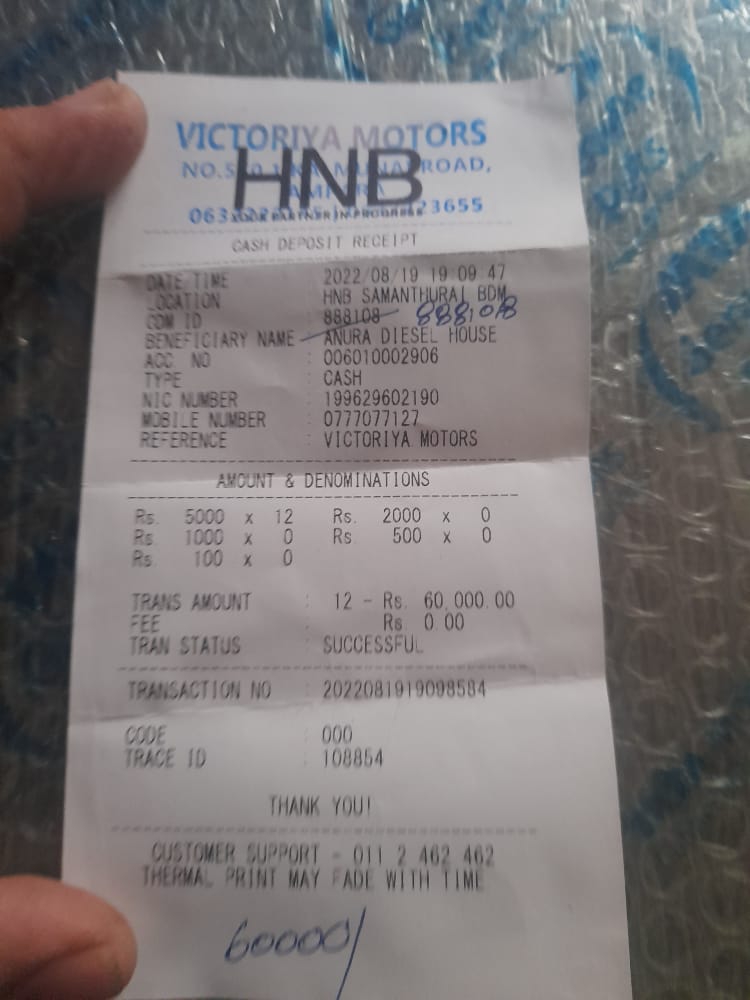 VICTORIYA MOTORS
HNB
ROAD,
23655
CASH DEPOSIT RECEIPT
DATE TIME 2022/08/19 19:09:47
LOCATION HNB SAMANTHURAI BDM
CDM ID : 888108 888108
BENEFICIARY NAME ANURA DIESEL HOUSE
ACC. NO : 006010002906
TYPE : CASH
NIC NUMBER : 199629602190
MOBILE NUMBER : 0777077127
REFERENCE : VICTORIYA MOTORS
AMOUNT & DENOMINATIONS
Rs. 5000 x 12 Rs. 2000 x 0
Rs. 1000 x 0 Rs. 500 x 0
Rs. 100 x 0
TRANS AMOUNT : 12 - Rs. 60,000.00
FEE : Rs. 0.00
TRAN STATUS : SUCCESSFUL
TRANSACTION NO : 2022081919098584
CODE : 000
TRACE ID : 108854
THANK YOU!
CUSTOMER SUPPORT - 011 2 462 462
THERMAL PRINT MAY FADE WITH TIME
60000/